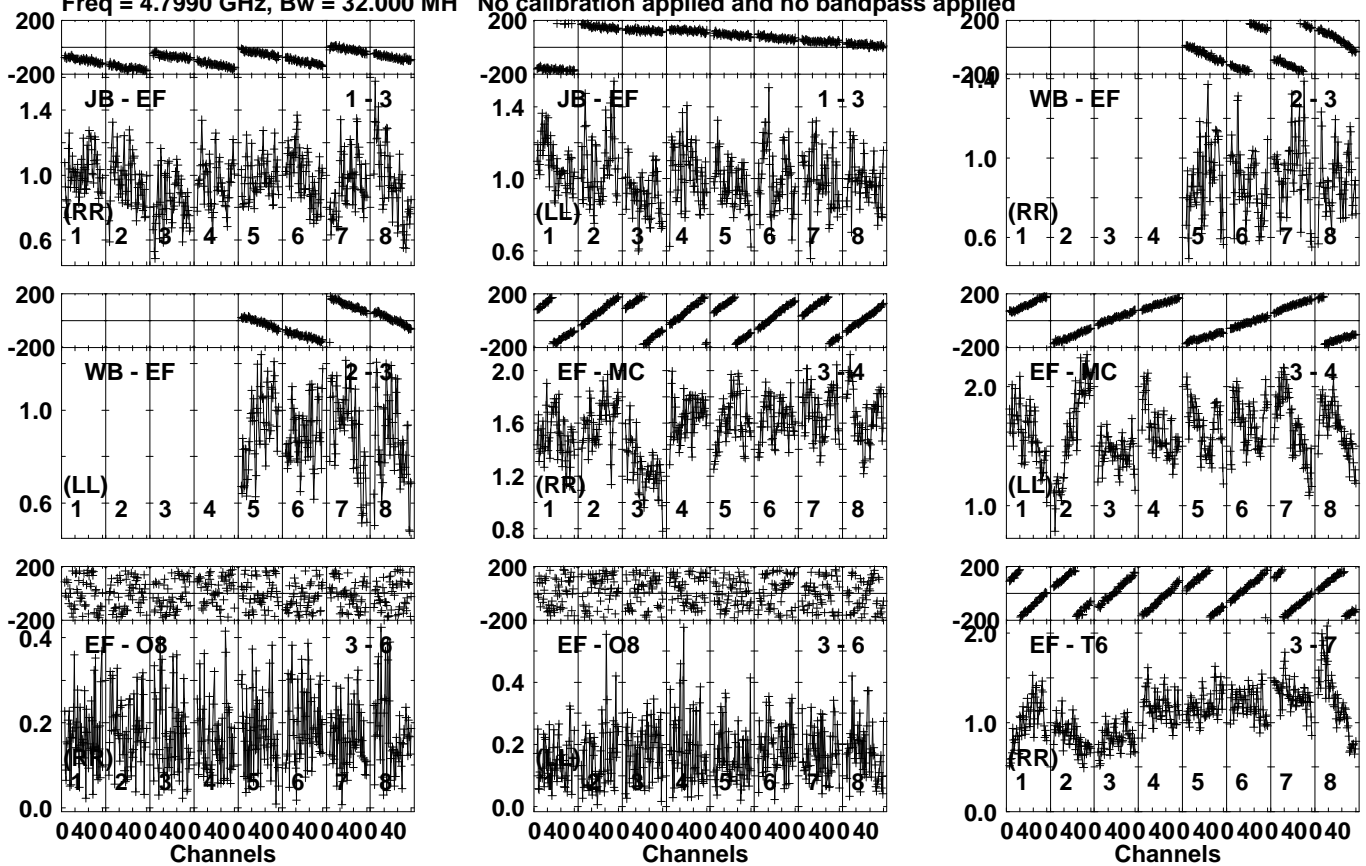 Freq = 4.7990 GHz, Bw = 32.000 MH No calibration applied and no bandpass applied
200
-200
JB - EF 1 - 3
1.4
1.0
0.6
(RR)
1 2 3 4 5 6 7 8
200
-200
JB - EF 1 - 3
1.4
1.0
0.6
(LL)
1 2 3 4 5 6 7 8
200
-200
WB - EF 2 - 3
1.4
1.0
0.6
(RR)
1 2 3 4 5 6 7 8
200
-200
WB - EF 2 - 3
1.0
0.6
(LL)
1 2 3 4 5 6 7 8
200
-200
EF - MC 3 - 4
2.0
1.6
1.2
0.8
(RR)
1 2 3 4 5 6 7 8
200
-200
EF - MC 3 - 4
2.0
1.0
(LL)
1 2 3 4 5 6 7 8
200
-200
EF - O8 3 - 6
0.4
0.2
0.0
(RR)
1 2 3 4 5 6 7 8
0 40 0 40 0 40 0 40 0 40 0 40 0 40 0 40
Channels
200
-200
EF - O8 3 - 6
0.4
0.2
0.0
(LL)
1 2 3 4 5 6 7 8
0 40 0 40 0 40 0 40 0 40 0 40 0 40 0 40
Channels
200
-200
EF - T6 3 - 7
2.0
1.0
0.0
(RR)
1 2 3 4 5 6 7 8
0 40 0 40 0 40 0 40 0 40 0 40 0 40 0 40
Channels